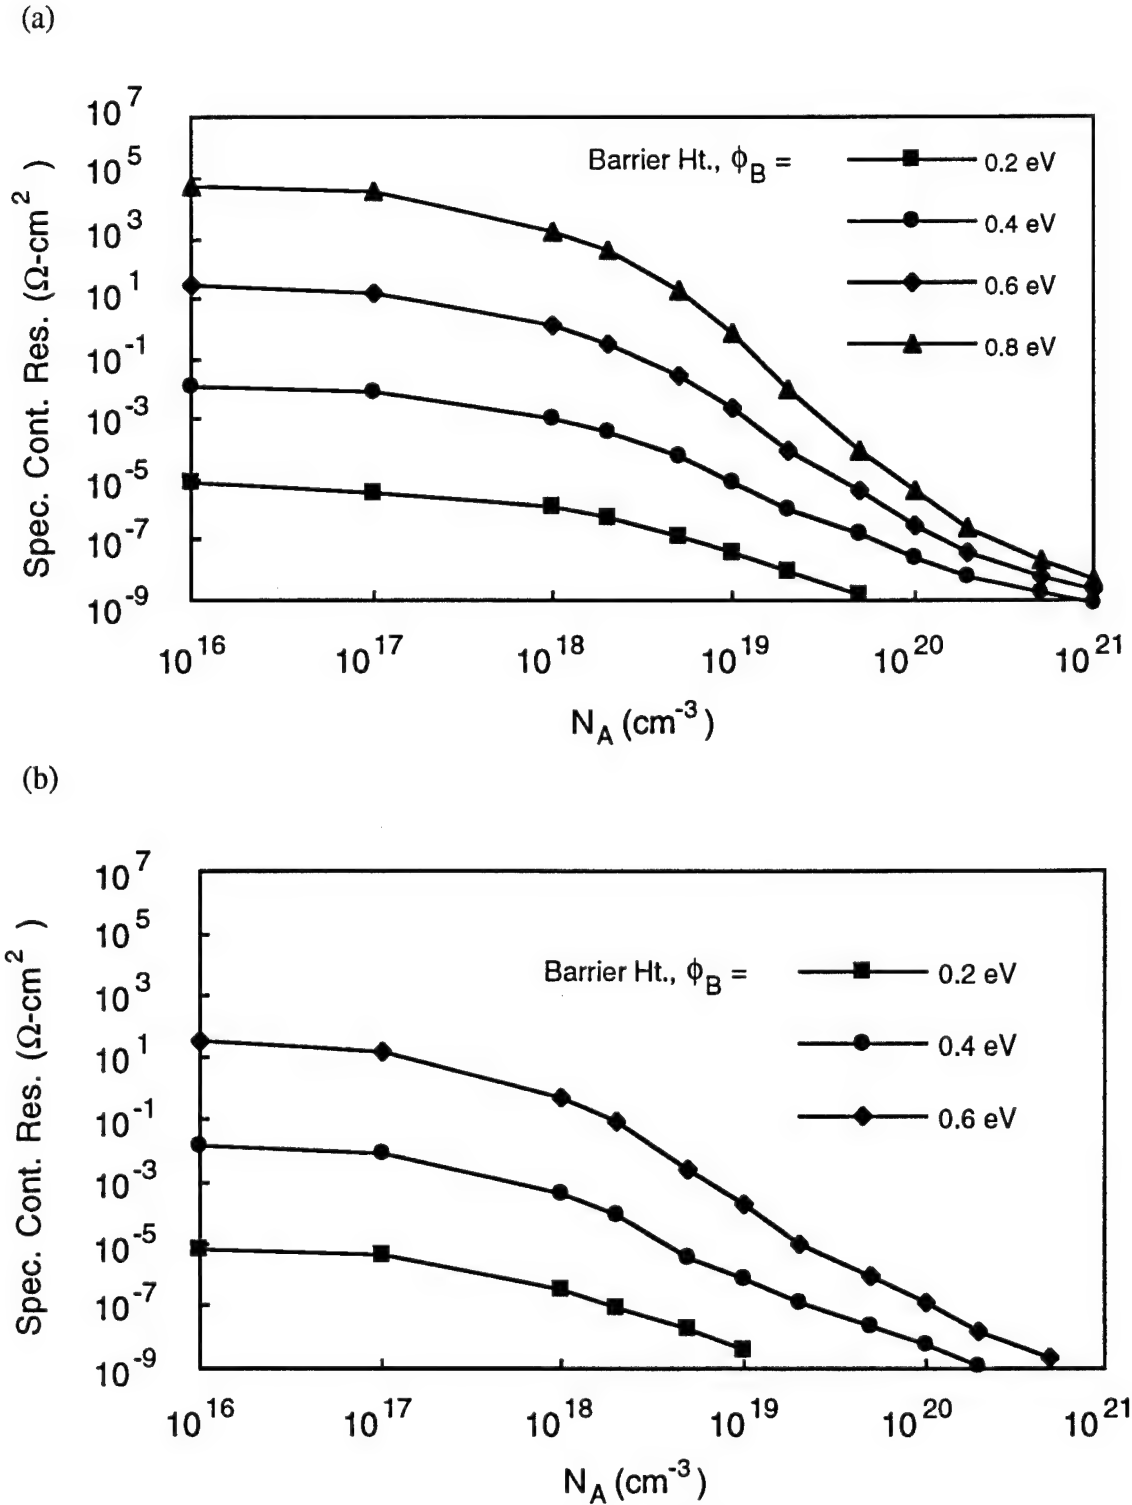 (a)
10^7
10^5
10^3
10^1
10^-1
10^-3
10^-5
10^-7
10^-9
Spec. Cont. Res. (Ω-cm^2 )
Barrier Ht., ϕ_B =
0.2 eV
0.4 eV
0.6 eV
0.8 eV
10^16 10^17 10^18 10^19 10^20 10^21
N_A (cm^-3 )
(b)
10^7
10^5
10^3
10^1
10^-1
10^-3
10^-5
10^-7
10^-9
Spec. Cont. Res. (Ω-cm^2 )
Barrier Ht., ϕ_B =
0.2 eV
0.4 eV
0.6 eV
10^16 10^17 10^18 10^19 10^20 10^21
N_A (cm^-3 )